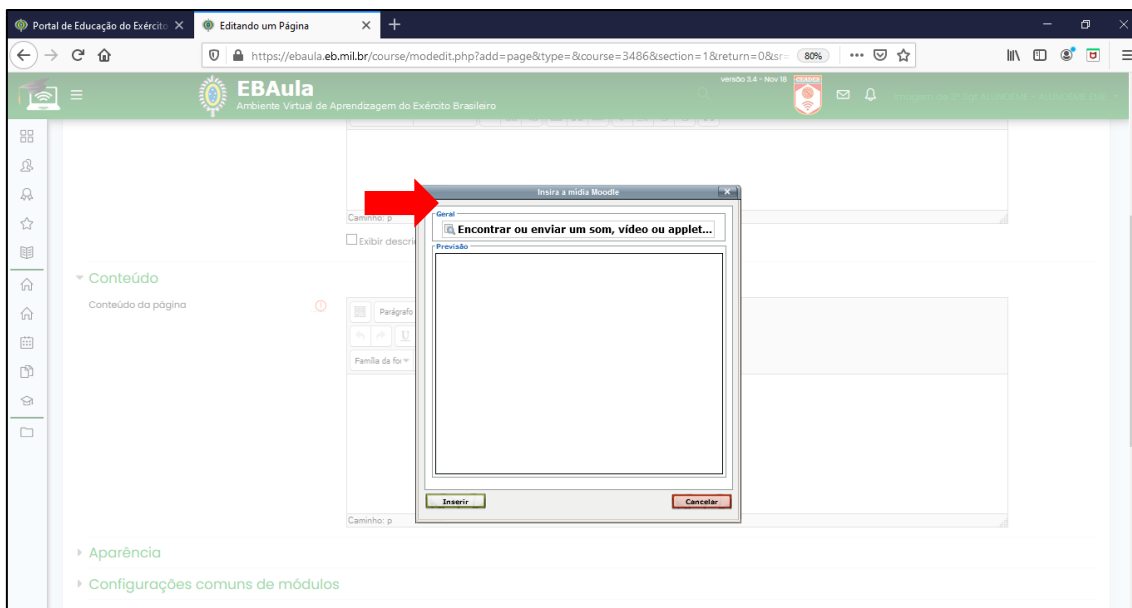 Portal de Educação do Exército
Editando um Página
https://ebaula.eb.mil.br/course/modedit.php?add=page&type=&course=3486&section=1&return=0&sr=
80%
EBAula
Ambiente Virtual de Aprendizagem do Exército Brasileiro
versão 3.4 - Nov 18
Insira a mídia Moodle
Geral
Encontrar ou enviar um som, vídeo ou applet...
Caminho: p
Exibir descri
Previsão
Conteúdo
Conteúdo da página
Parágrafo
Família da for
Inserir
Cancelar
Caminho: p
Aparência
Configurações comuns de módulos